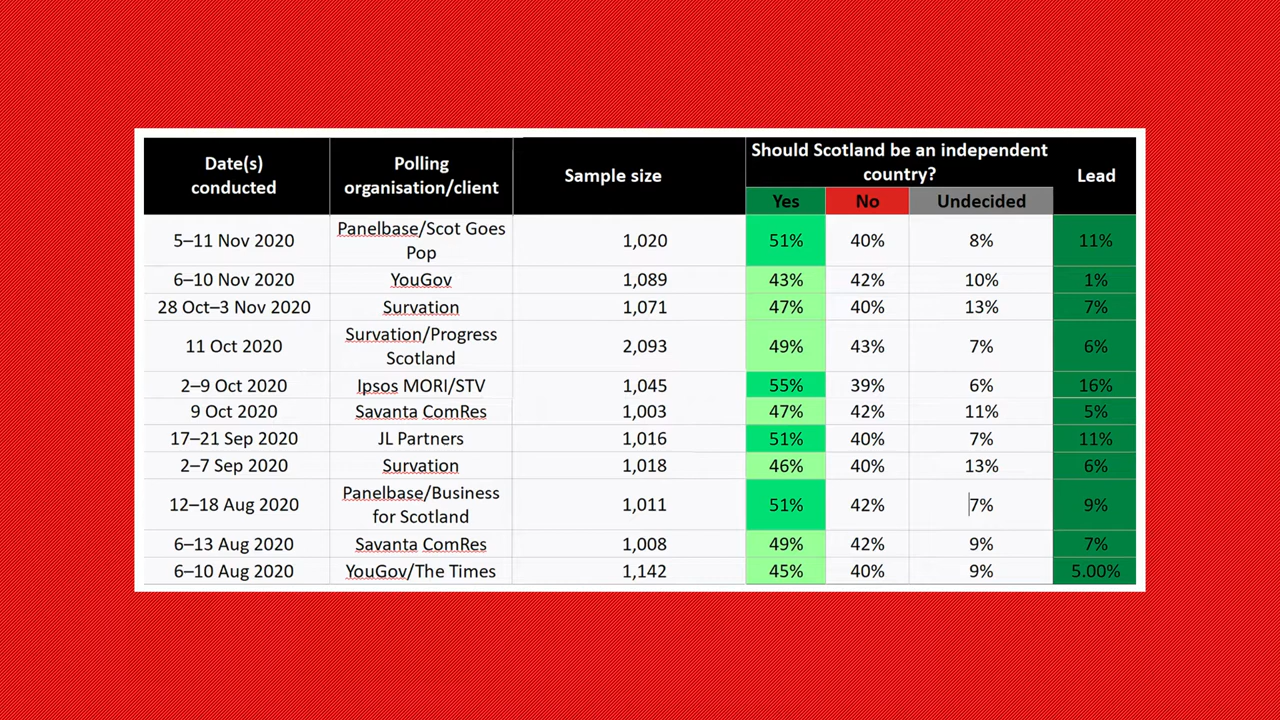 Date(s)
conducted
Polling
organisation/client
Sample size
Should Scotland be an independent
country?
Yes No Undecided
Lead
5–11 Nov 2020 Panelbase/Scot Goes
Pop 1,020 51% 40% 8% 11%
6–10 Nov 2020 YouGov 1,089 43% 42% 10% 1%
28 Oct–3 Nov 2020 Survation 1,071 47% 40% 13% 7%
11 Oct 2020 Survation/Progress
Scotland 2,093 49% 43% 7% 6%
2–9 Oct 2020 Ipsos MORI/STV 1,045 55% 39% 6% 16%
9 Oct 2020 Savanta ComRes 1,003 47% 42% 11% 5%
17–21 Sep 2020 JL Partners 1,016 51% 40% 7% 11%
2–7 Sep 2020 Survation 1,018 46% 40% 13% 6%
12–18 Aug 2020 Panelbase/Business
for Scotland 1,011 51% 42% 7% 9%
6–13 Aug 2020 Savanta ComRes 1,008 49% 42% 9% 7%
6–10 Aug 2020 YouGov/The Times 1,142 45% 40% 9% 5.00%